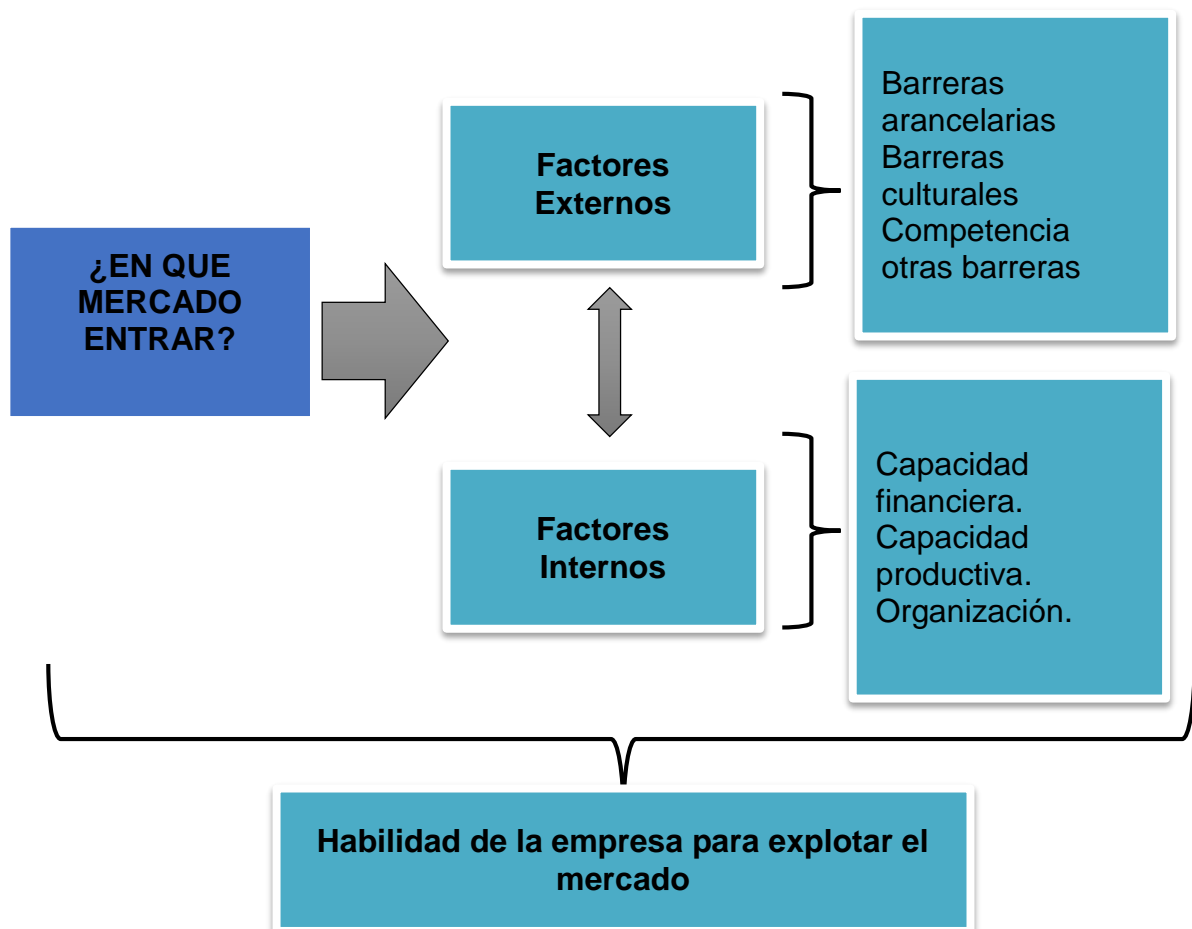 ¿EN QUE
MERCADO
ENTRAR?
Factores
Externos
Barreras
arancelarias
Barreras
culturales
Competencia
otras barreras
Factores
Internos
Capacidad
financiera.
Capacidad
productiva.
Organización.
Habilidad de la empresa para explotar el
mercado